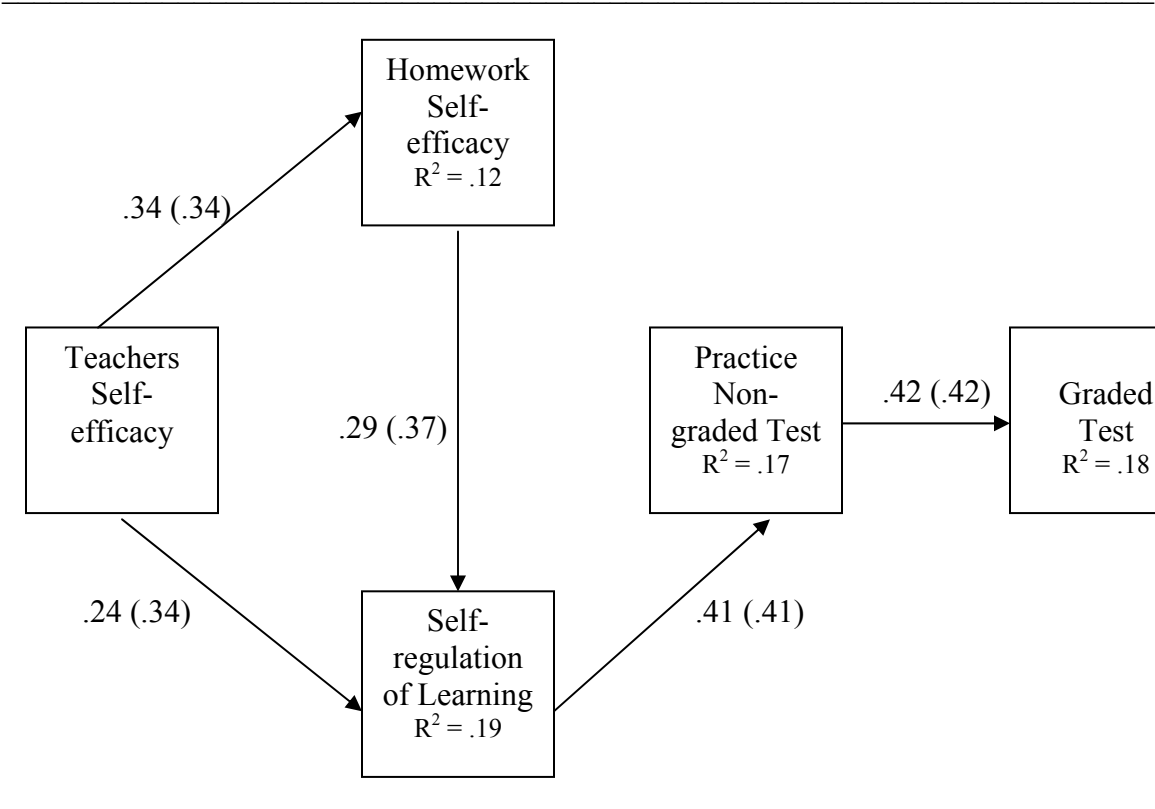 Homework
Self-
efficacy
R² = .12
.34 (.34)
Teachers
Self-
efficacy
.29 (.37)
Practice
Non-
graded Test
R² = .17
.42 (.42)
Graded
Test
R² = .18
.24 (.34)
Self-
regulation
of Learning
R² = .19
.41 (.41)